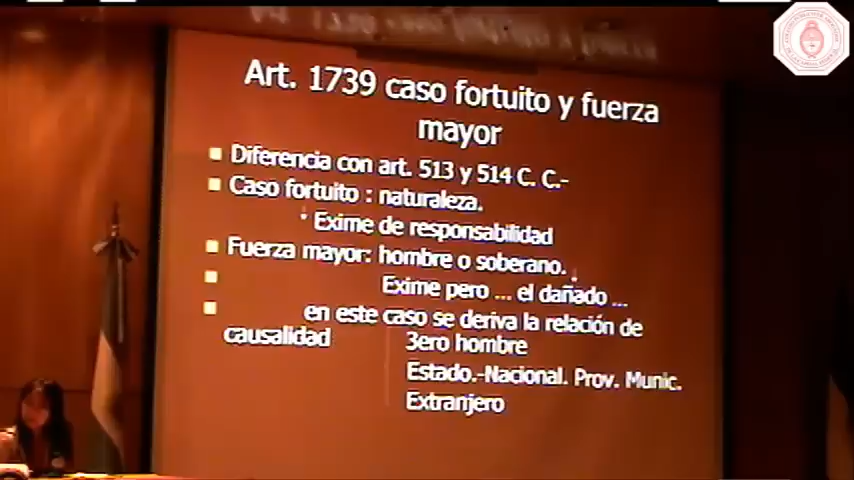 Art. 1739 caso fortuito y fuerza
mayor
Diferencia con art. 513 y 514 C. C.-
Caso fortuito : naturaleza.
Exime de responsabilidad
Fuerza mayor: hombre o soberano.
Exime pero ... el dañado ...
en este caso se deriva la relación de
causalidad 3ero hombre
Estado.-Nacional. Prov. Munic.
Extranjero